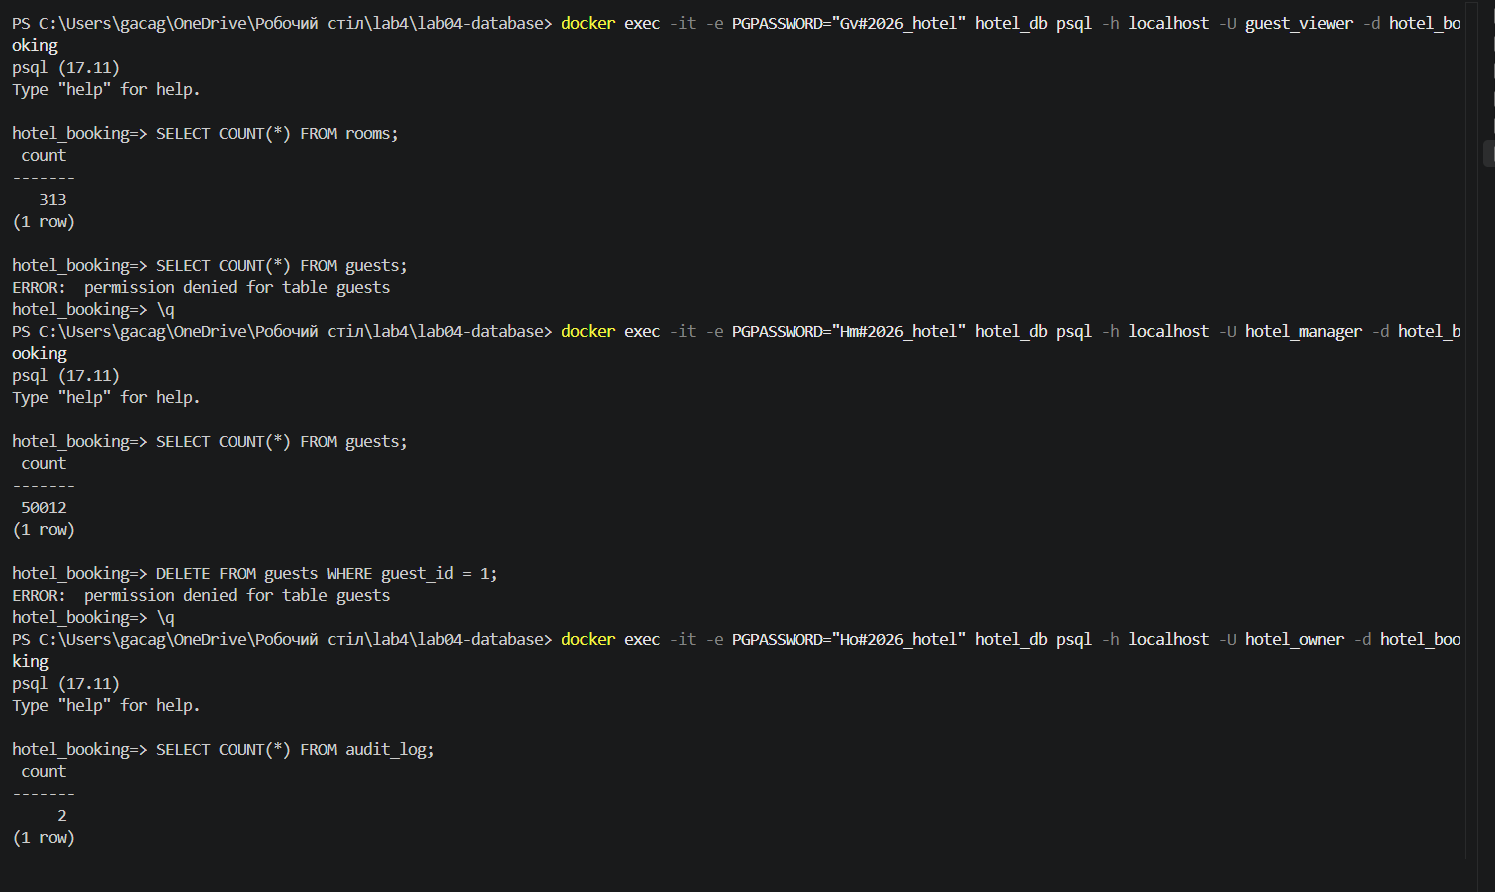 PS C:\Users\gacag\OneDrive\Робочий стіл\lab4\lab04-database> docker exec -it -e PGPASSWORD="Gv#2026_hotel" hotel_db psql -h localhost -U guest_viewer -d hotel_bo
oking
psql (17.11)
Type "help" for help.

hotel_booking=> SELECT COUNT(*) FROM rooms;
 count
-------
   313
(1 row)

hotel_booking=> SELECT COUNT(*) FROM guests;
ERROR:  permission denied for table guests
hotel_booking=> \q
PS C:\Users\gacag\OneDrive\Робочий стіл\lab4\lab04-database> docker exec -it -e PGPASSWORD="Hm#2026_hotel" hotel_db psql -h localhost -U hotel_manager -d hotel_b
ooking
psql (17.11)
Type "help" for help.

hotel_booking=> SELECT COUNT(*) FROM guests;
 count
-------
 50012
(1 row)

hotel_booking=> DELETE FROM guests WHERE guest_id = 1;
ERROR:  permission denied for table guests
hotel_booking=> \q
PS C:\Users\gacag\OneDrive\Робочий стіл\lab4\lab04-database> docker exec -it -e PGPASSWORD="Ho#2026_hotel" hotel_db psql -h localhost -U hotel_owner -d hotel_boo
king
psql (17.11)
Type "help" for help.

hotel_booking=> SELECT COUNT(*) FROM audit_log;
 count
-------
     2
(1 row)